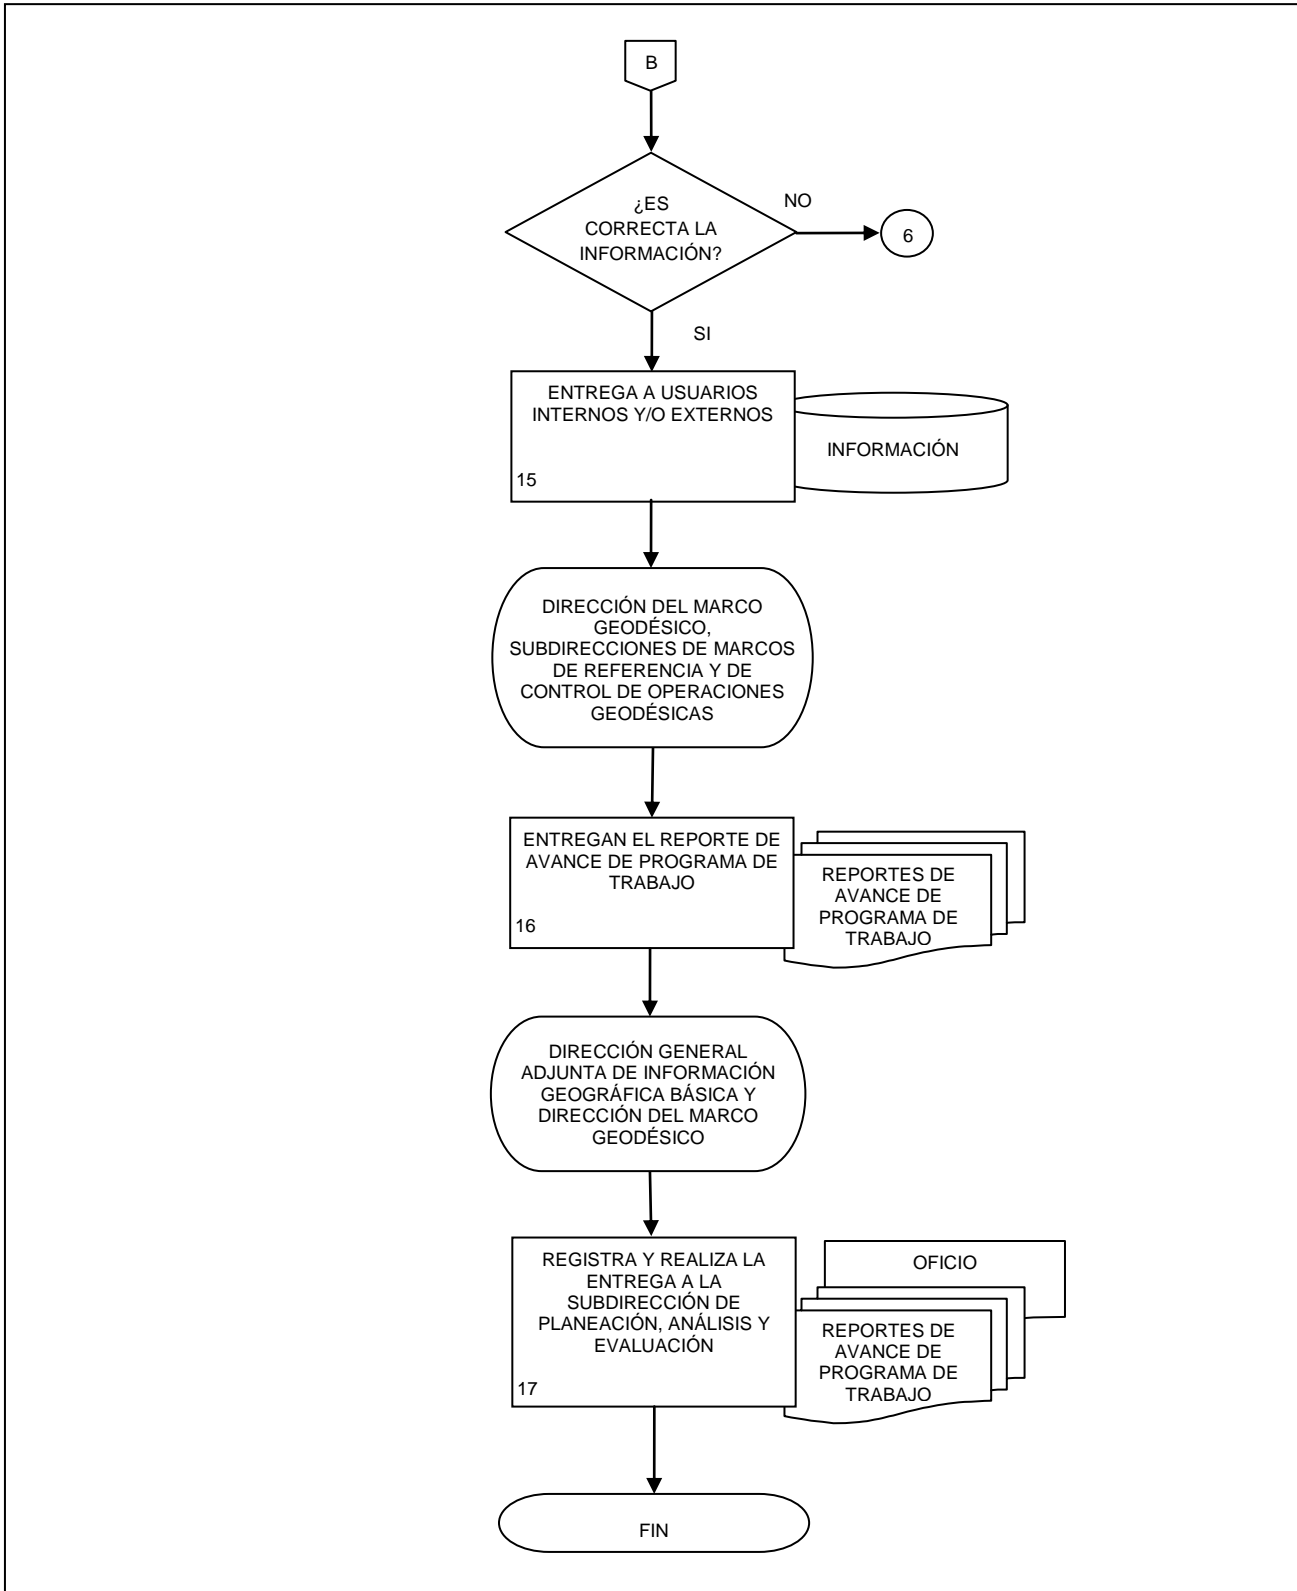 B
¿ES
CORRECTA LA
INFORMACIÓN?
NO
6
SI
ENTREGA A USUARIOS
INTERNOS Y/O EXTERNOS
15
INFORMACIÓN
DIRECCIÓN DEL MARCO
GEODÉSICO,
SUBDIRECCIONES DE MARCOS
DE REFERENCIA Y DE
CONTROL DE OPERACIONES
GEODÉSICAS
ENTREGAN EL REPORTE DE
AVANCE DE PROGRAMA DE
TRABAJO
16
REPORTES DE
AVANCE DE
PROGRAMA DE
TRABAJO
DIRECCIÓN GENERAL
ADJUNTA DE INFORMACIÓN
GEOGRÁFICA BÁSICA Y
DIRECCIÓN DEL MARCO
GEODÉSICO
REGISTRA Y REALIZA LA
ENTREGA A LA
SUBDIRECCIÓN DE
PLANEACIÓN, ANÁLISIS Y
EVALUACIÓN
17
OFICIO
REPORTES DE
AVANCE DE
PROGRAMA DE
TRABAJO
FIN